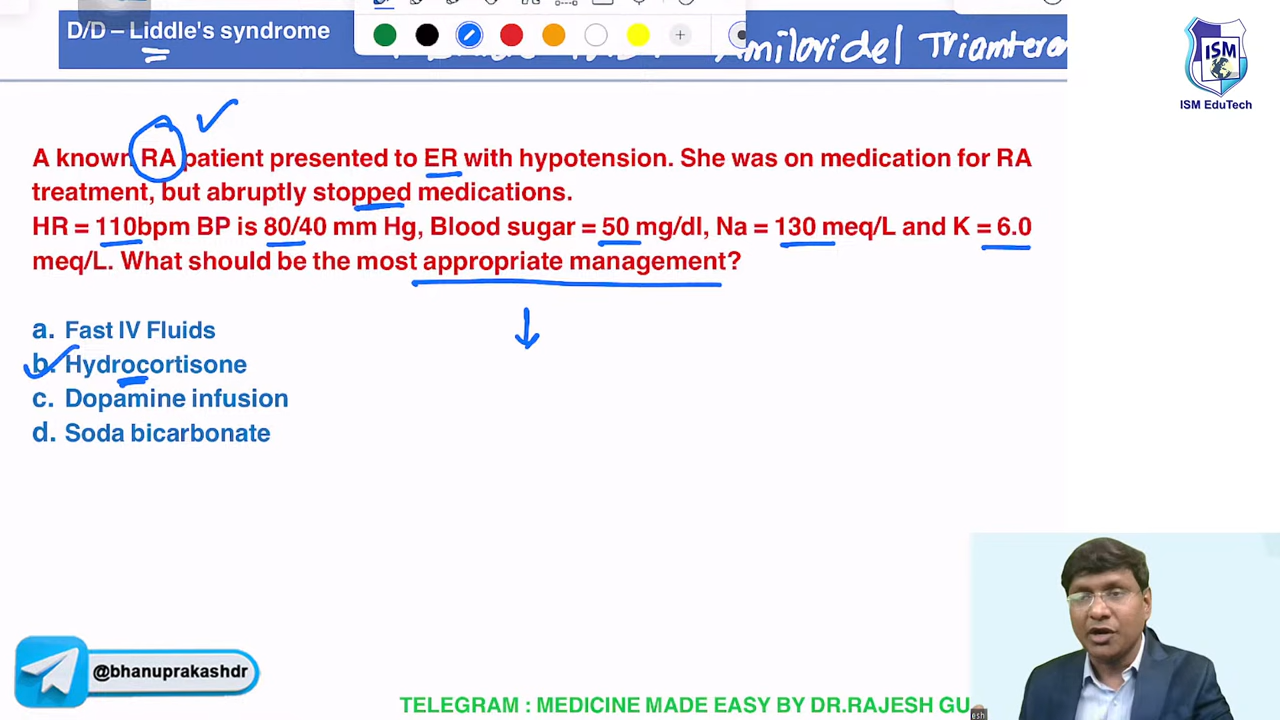 D/D – Liddle's syndrome
Amiloride/ Triamteren
ISM
ISM EduTech
A known RA patient presented to ER with hypotension. She was on medication for RA
treatment, but abruptly stopped medications.
HR = 110bpm BP is 80/40 mm Hg, Blood sugar = 50 mg/dl, Na = 130 meq/L and K = 6.0
meq/L. What should be the most appropriate management?
a. Fast IV Fluids
b. Hydrocortisone
c. Dopamine infusion
d. Soda bicarbonate
@bhanuprakashdr
TELEGRAM : MEDICINE MADE EASY BY DR.RAJESH GU
esh